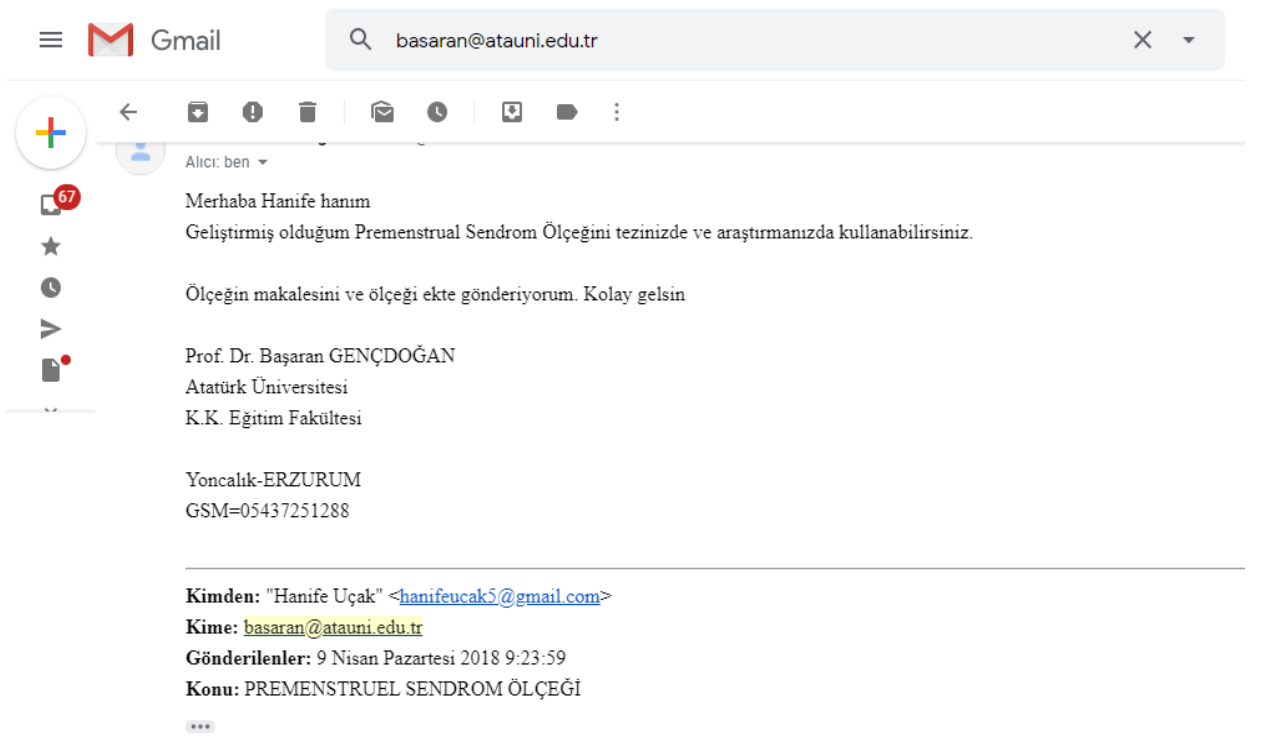 Gmail
basaran@atauni.edu.tr
Alıcı: ben
67
Merhaba Hanife hanım
Geliştirmiş olduğum Premenstrual Sendrom Ölçeğini tezinizde ve araştırmanızda kullanabilirsiniz.
Ölçeğin makalesini ve ölçeği ekte gönderiyorum. Kolay gelsin
Prof. Dr. Başaran GENÇDOĞAN
Atatürk Üniversitesi
K.K. Eğitim Fakültesi
Yoncalık-ERZURUM
GSM=05437251288
Kimden: "Hanife Uçak" <hanifeucak5@gmail.com>
Kime: basaran@atauni.edu.tr
Gönderilenler: 9 Nisan Pazartesi 2018 9:23:59
Konu: PREMENSTRUEL SENDROM ÖLÇEĞİ